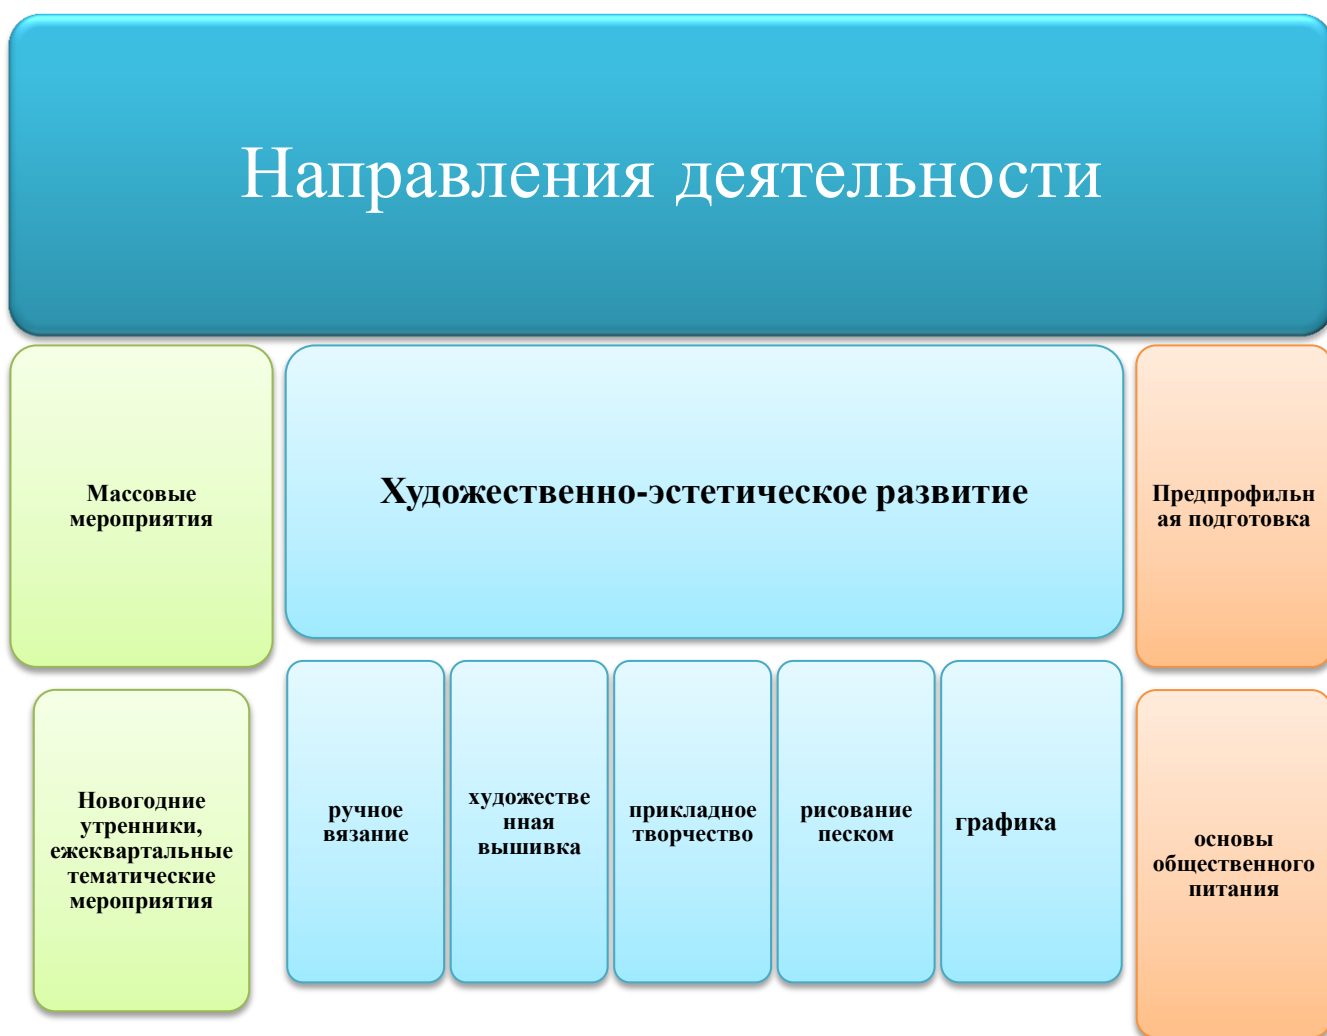 Направления деятельности
Массовые
мероприятия
Художественно-эстетическое развитие
Предпрофильн
ая подготовка
Новогодние
утренники,
ежеквартальные
тематические
мероприятия
ручное
вязание
художестве
нная
вышивка
прикладное
творчество
рисование
песком
графика
основы
общественного
питания